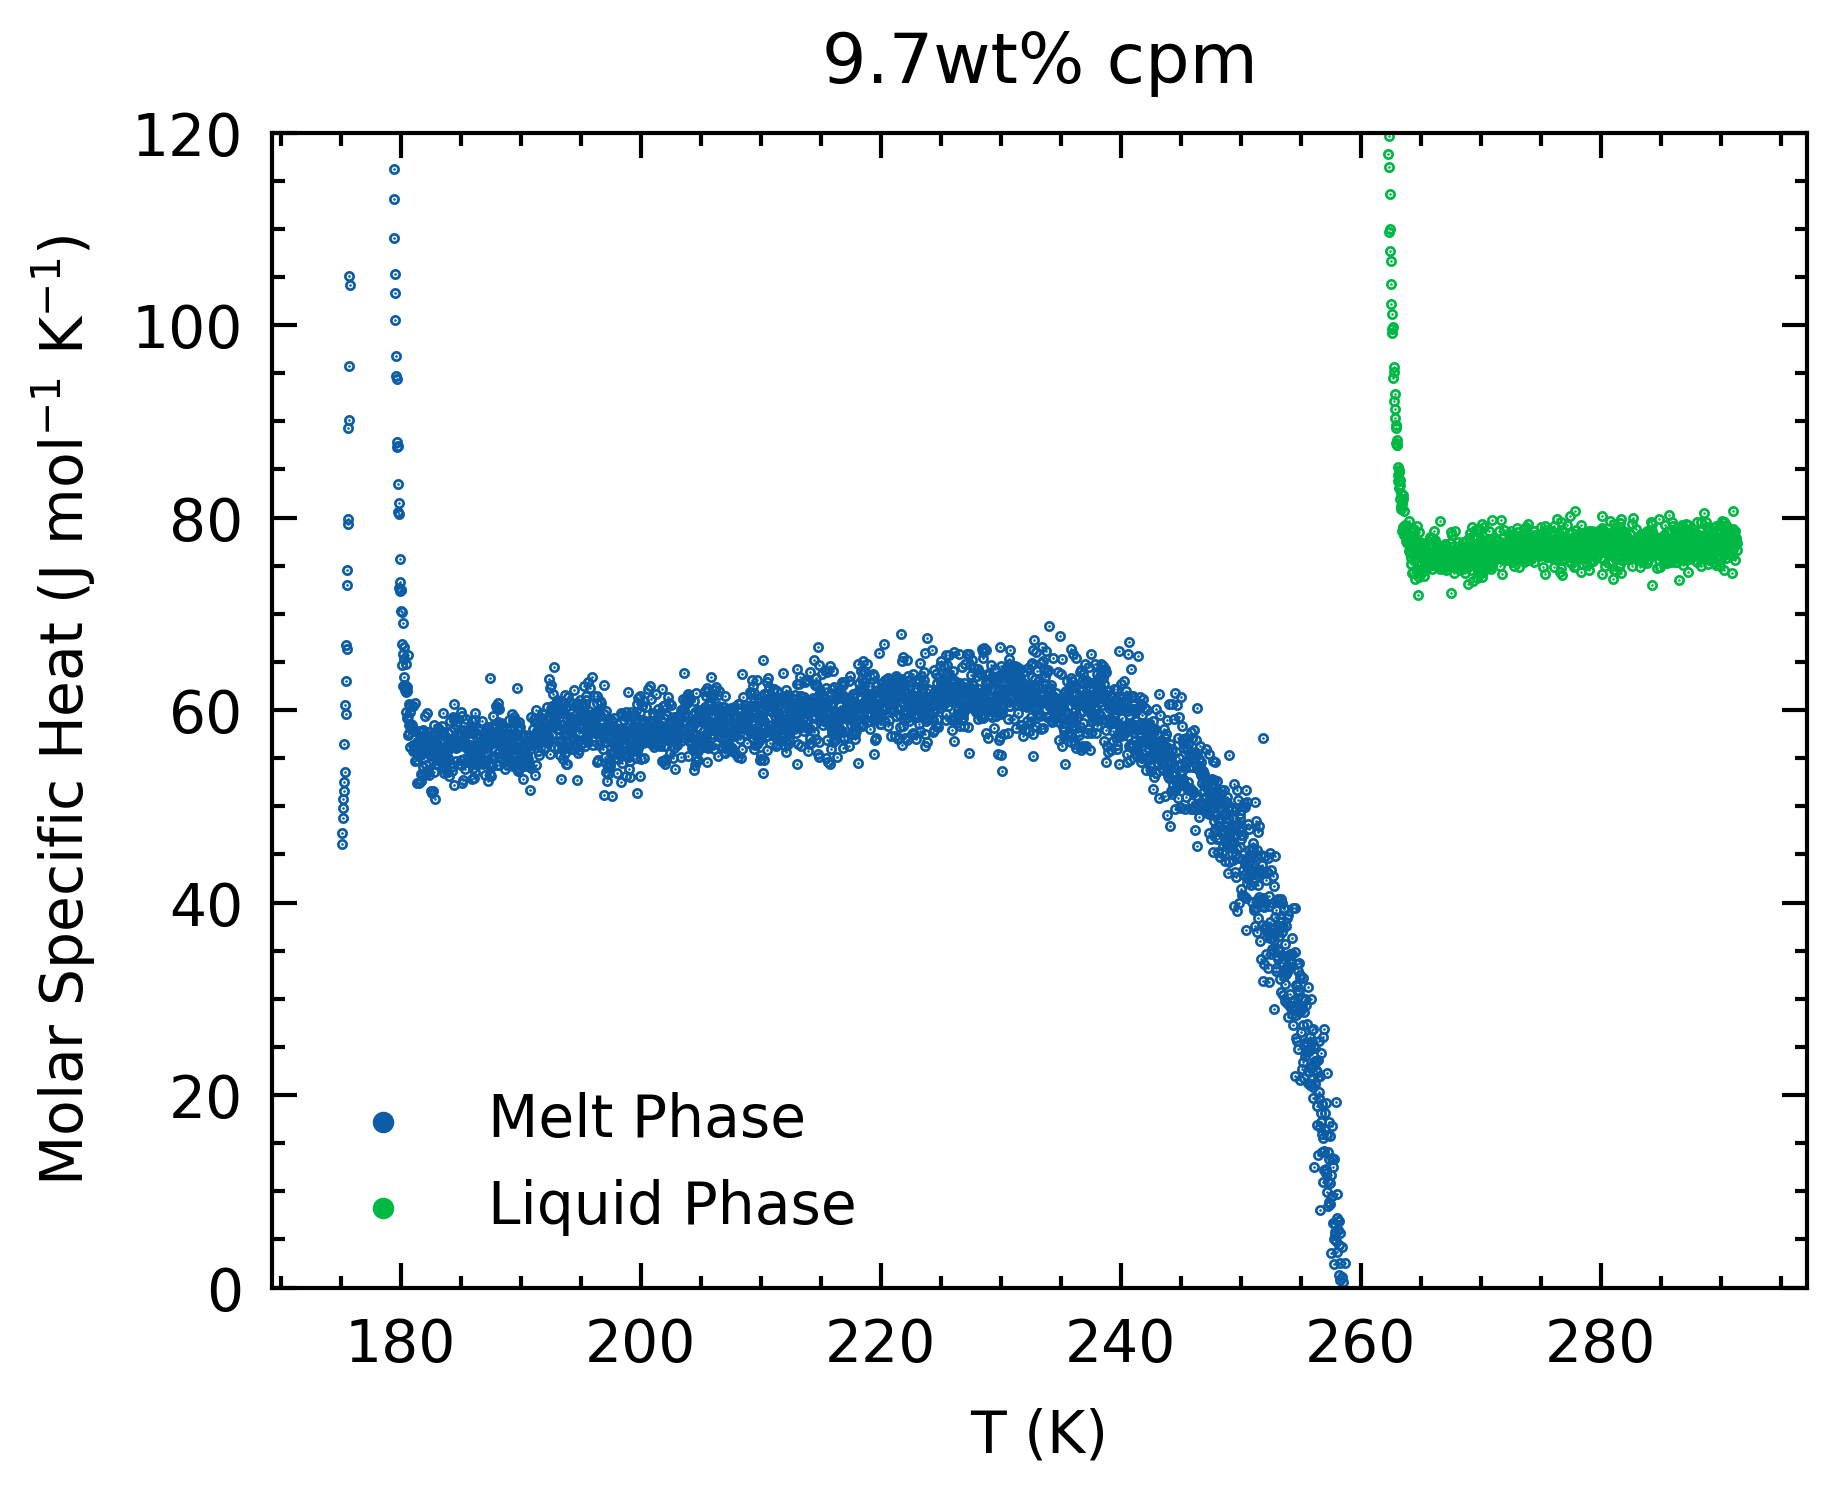 9.7wt% cpm
Molar Specific Heat (J mol⁻¹ K⁻¹)
120
100
80
60
40
20
0
Melt Phase
Liquid Phase
180 200 220 240 260 280
T (K)